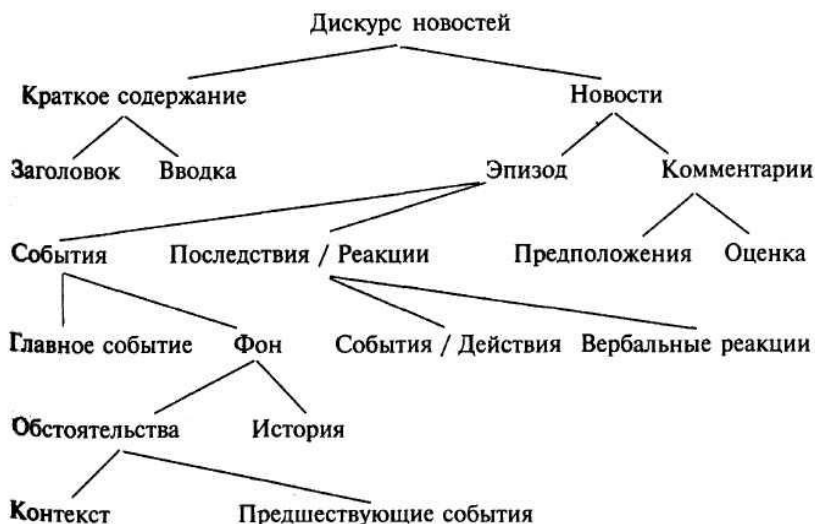 Дискурс новостей
Краткое содержание Новости
Заголовок Вводка Эпизод Комментарии
События Последствия / Реакции Предположения Оценка
Главное событие Фон События / Действия Вербальные реакции
Обстоятельства История
Контекст Предшествующие события